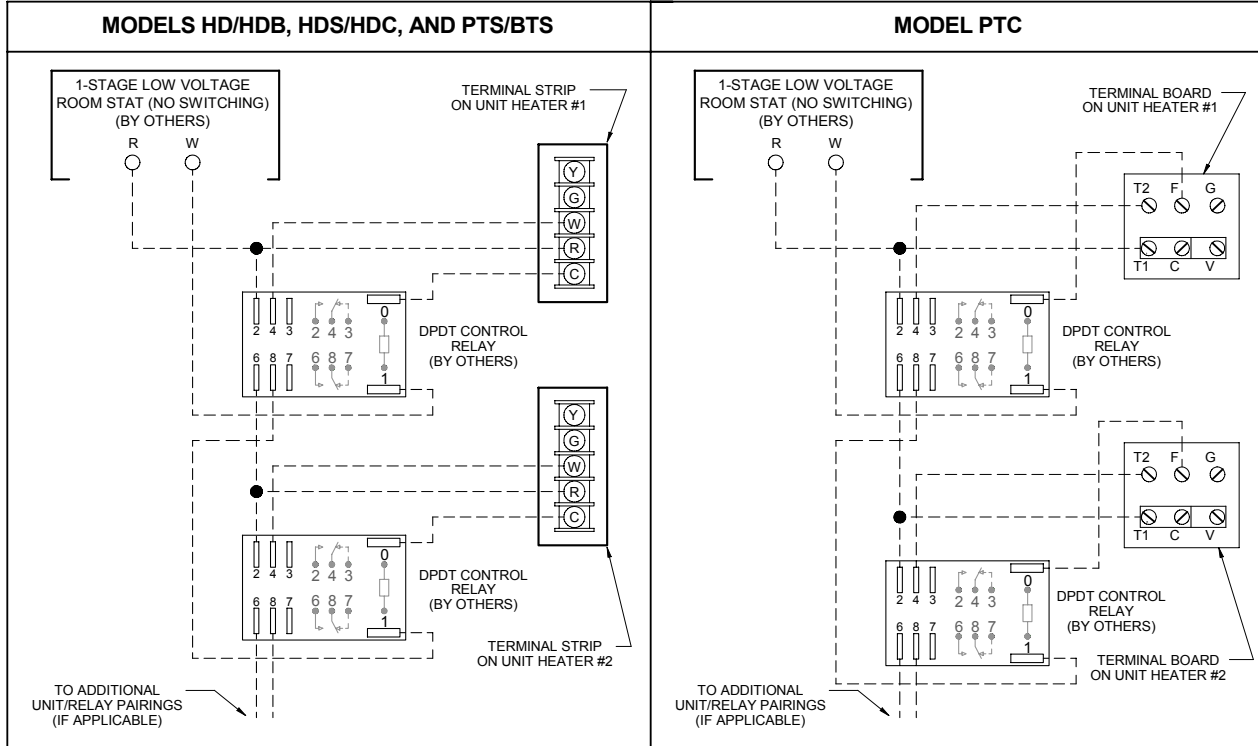 MODELS HD/HDB, HDS/HDC, AND PTS/BTS
1-STAGE LOW VOLTAGE
ROOM STAT (NO SWITCHING)
(BY OTHERS)
R W
TERMINAL STRIP
ON UNIT HEATER #1
Y
G
W
R
C
2 4 3 2 4 3 0
6 8 7 6 8 7 1
DPDT CONTROL
RELAY
(BY OTHERS)
Y
G
W
R
C
2 4 3 2 4 3 0
6 8 7 6 8 7 1
DPDT CONTROL
RELAY
(BY OTHERS)
TERMINAL STRIP
ON UNIT HEATER #2
TO ADDITIONAL
UNIT/RELAY PAIRINGS
(IF APPLICABLE)
MODEL PTC
1-STAGE LOW VOLTAGE
ROOM STAT (NO SWITCHING)
(BY OTHERS)
R W
TERMINAL BOARD
ON UNIT HEATER #1
T2 F G
T1 C V
2 4 3 2 4 3 0
6 8 7 6 8 7 1
DPDT CONTROL
RELAY
(BY OTHERS)
T2 F G
T1 C V
2 4 3 2 4 3 0
6 8 7 6 8 7 1
DPDT CONTROL
RELAY
(BY OTHERS)
TERMINAL BOARD
ON UNIT HEATER #2
TO ADDITIONAL
UNIT/RELAY PAIRINGS
(IF APPLICABLE)